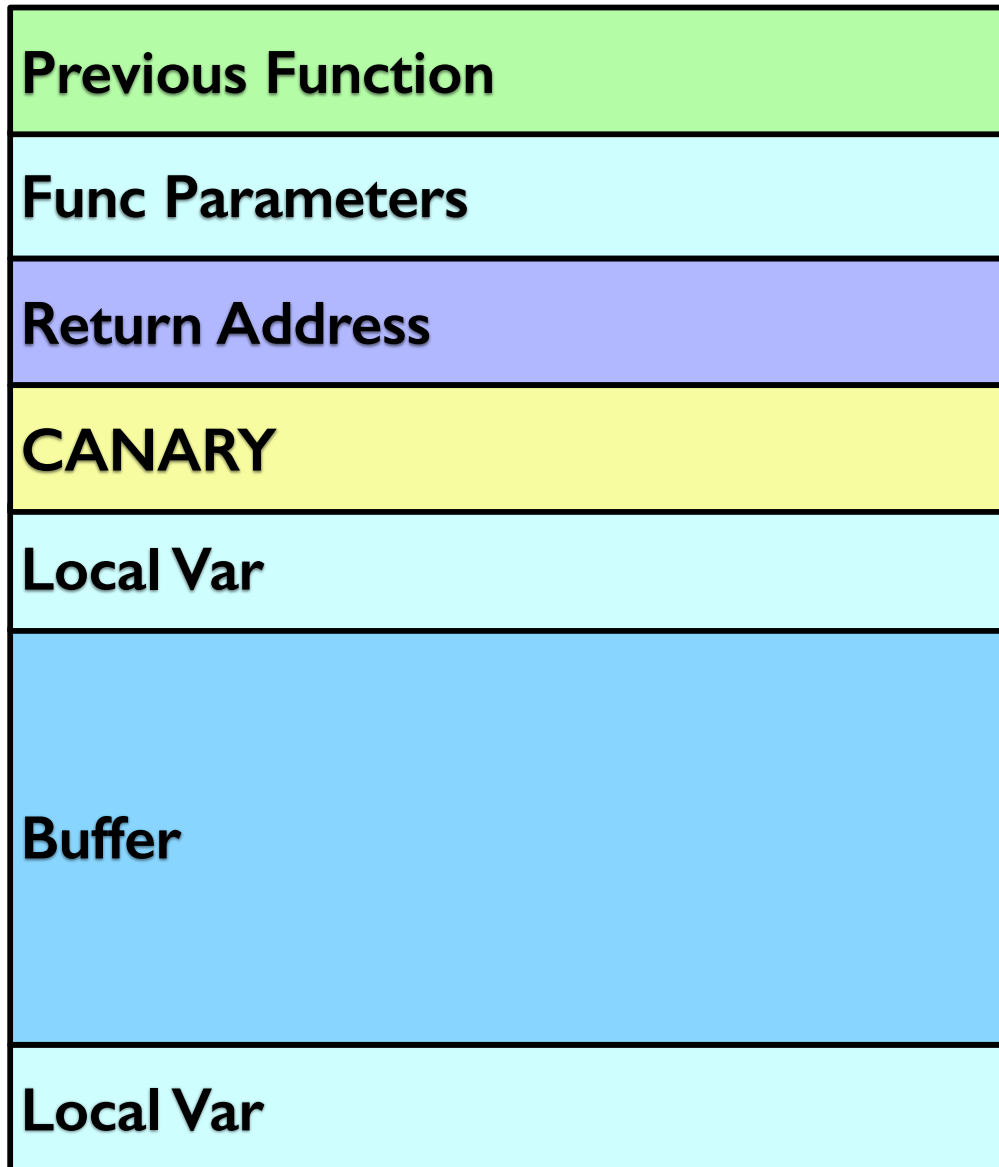 Previous Function
Func Parameters
Return Address
CANARY
Local Var
Buffer
Local Var